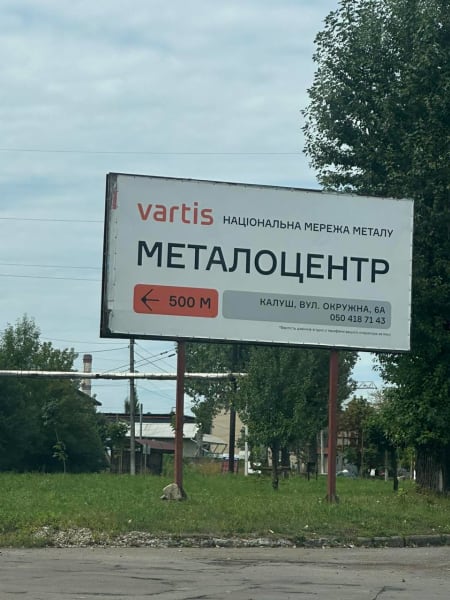 vartis НАЦІОНАЛЬНА МЕРЕЖА МЕТАЛУ
МЕТАЛОЦЕНТР
← 500 М
КАЛУШ, ВУЛ. ОКРУЖНА, 6А
050 418 71 43